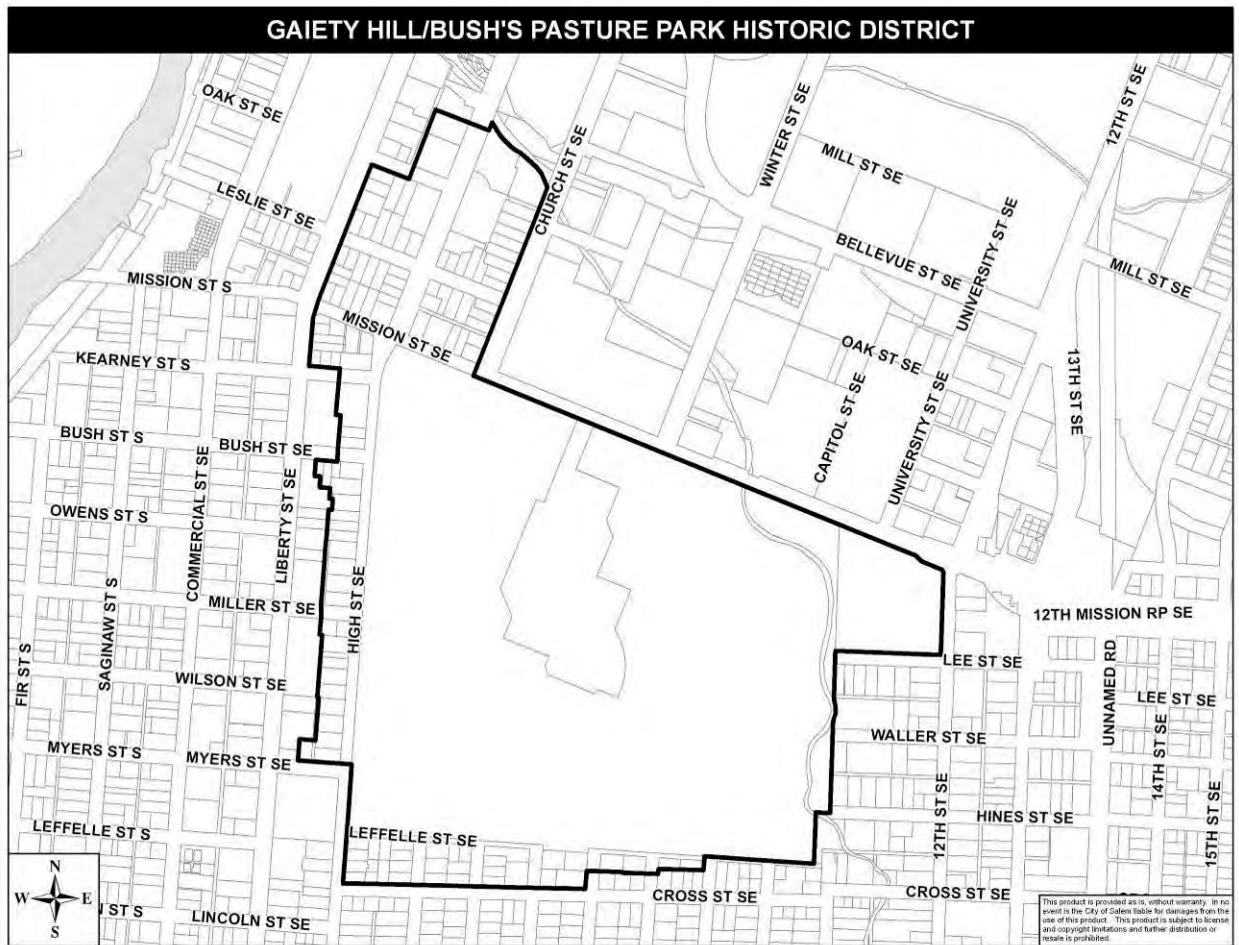 GAIETY HILL/BUSH'S PASTURE PARK HISTORIC DISTRICT
OAK ST SE
LESLIE ST SE
MISSION ST S
MISSION ST SE
KEARNEY ST S
BUSH ST S
BUSH ST SE
OWENS ST S
COMMERCIAL ST SE
LIBERTY ST SE
HIGH ST SE
MILLER ST SE
SAGINAW ST S
FIR ST S
WILSON ST SE
MYERS ST S
MYERS ST SE
LEFFELLE ST S
LEFFELLE ST SE
LINCOLN ST SE
N ST S
CHURCH ST SE
WINTER ST SE
MILL ST SE
12TH ST SE
BELLEVUE ST SE
UNIVERSITY ST SE
MILL ST SE
OAK ST SE
CAPITOL ST SE
UNIVERSITY ST SE
13TH ST SE
12TH MISSION RP SE
LEE ST SE
UNNAMED RD
LEE ST SE
WALLER ST SE
14TH ST SE
12TH ST SE
HINES ST SE
15TH ST SE
CROSS ST SE
CROSS ST SE
N
W E
S
This product is provided as is, without warranty. In no
event is the City of Salem liable for damages from the
use of this product. This product is subject to license
and copyright limitations and further distribution or
resale is prohibited.